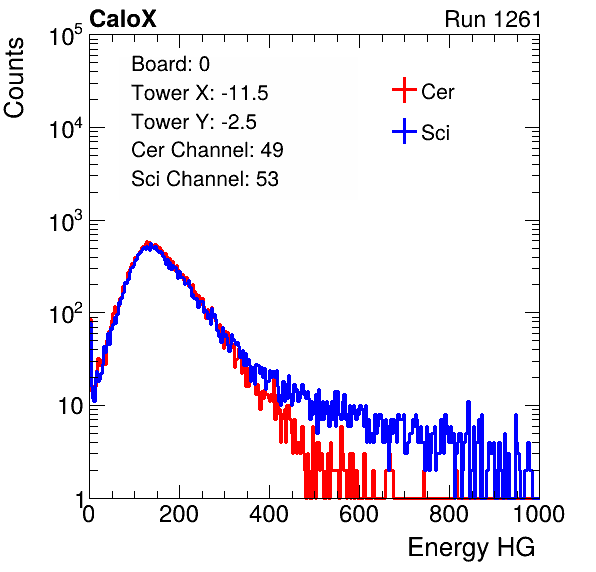 CaloX Run 1261
Counts
10^5
10^4
10^3
10^2
10
1
Board: 0
Tower X: -11.5
Tower Y: -2.5
Cer Channel: 49
Sci Channel: 53
Cer
Sci
0 200 400 600 800 1000
Energy HG